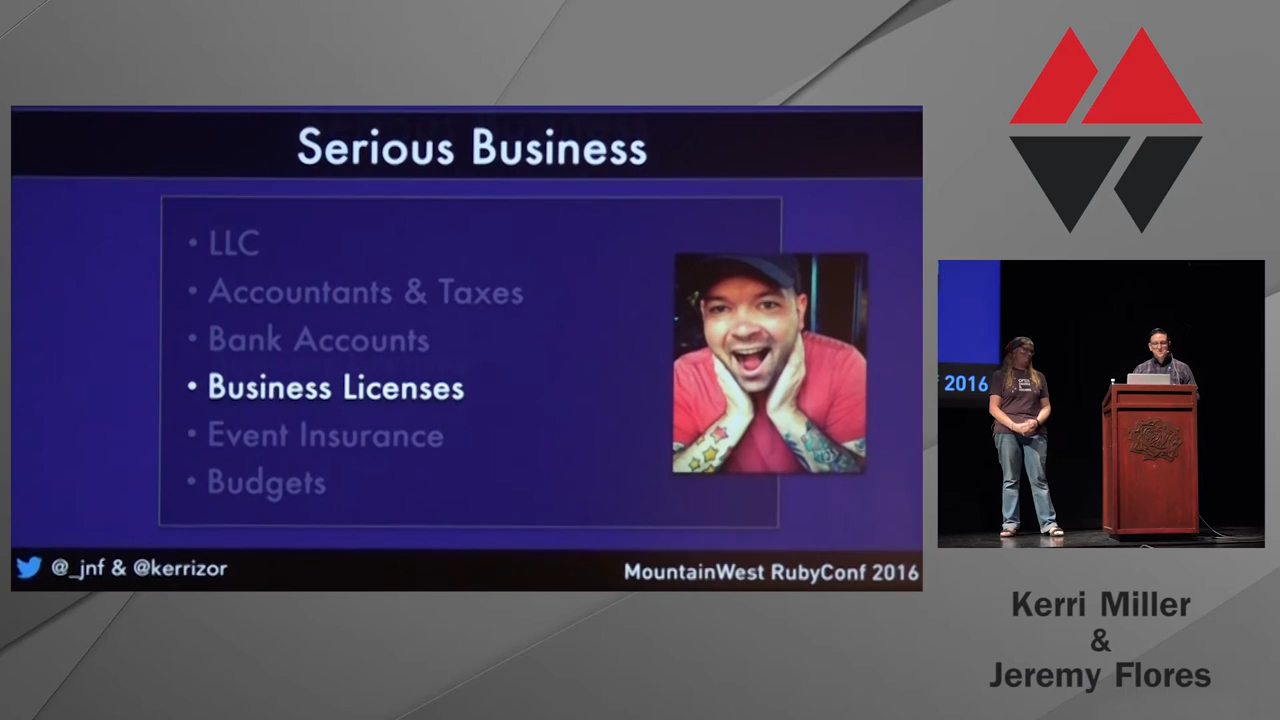 Serious Business
• LLC
• Accountants & Taxes
• Bank Accounts
• Business Licenses
• Event Insurance
• Budgets
@_jnf & @kerrizor
MountainWest RubyConf 2016
2016
Kerri Miller
&
Jeremy Flores